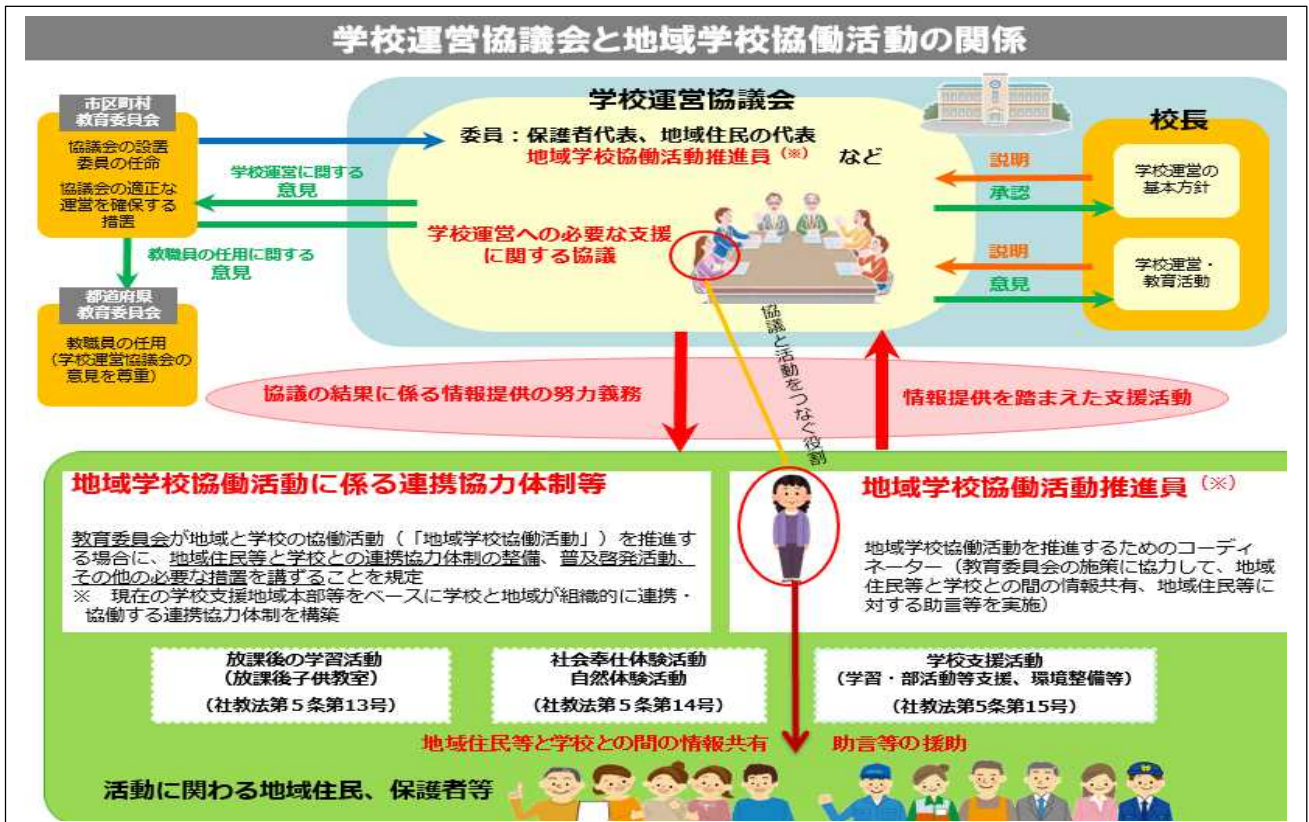 学校運営協議会と地域学校協働活動の関係
市区町村
教育委員会
協議会の設置
委員の任命
協議会の適正な
運営を確保する
措置
学校運営に関する
意見
教職員の任用に関する
意見
都道府県
教育委員会
教職員の任用
(学校運営協議会の
意見を尊重)
学校運営協議会
委員:保護者代表、地域住民の代表
地域学校協働活動推進員(※) など
学校運営への必要な支援
に関する協議
校長
説明
承認
学校運営の
基本方針
説明
意見
学校運営・
教育活動
協議と活動をつなぐ役割
協議の結果に係る情報提供の努力義務
情報提供を踏まえた支援活動
地域学校協働活動に係る連携協力体制等
教育委員会が地域と学校の協働活動(「地域学校協働活動」)を推進す
る場合に、地域住民等と学校との連携協力体制の整備、普及啓発活動、
その他の必要な措置を講ずることを規定
※ 現在の学校支援地域本部等をベースに学校と地域が組織的に連携・
協働する連携協力体制を構築
地域学校協働活動推進員(※)
地域学校協働活動を推進するためのコーディ
ネーター(教育委員会の施策に協力して、地域
住民等と学校との間の情報共有、地域住民等に
対する助言等を実施)
放課後の学習活動
(放課後子供教室)
(社教法第5条第13号)
社会奉仕体験活動
自然体験活動
(社教法第5条第14号)
学校支援活動
(学習・部活動等支援、環境整備等)
(社教法第5条第15号)
地域住民等と学校との間の情報共有
助言等の援助
活動に関わる地域住民、保護者等